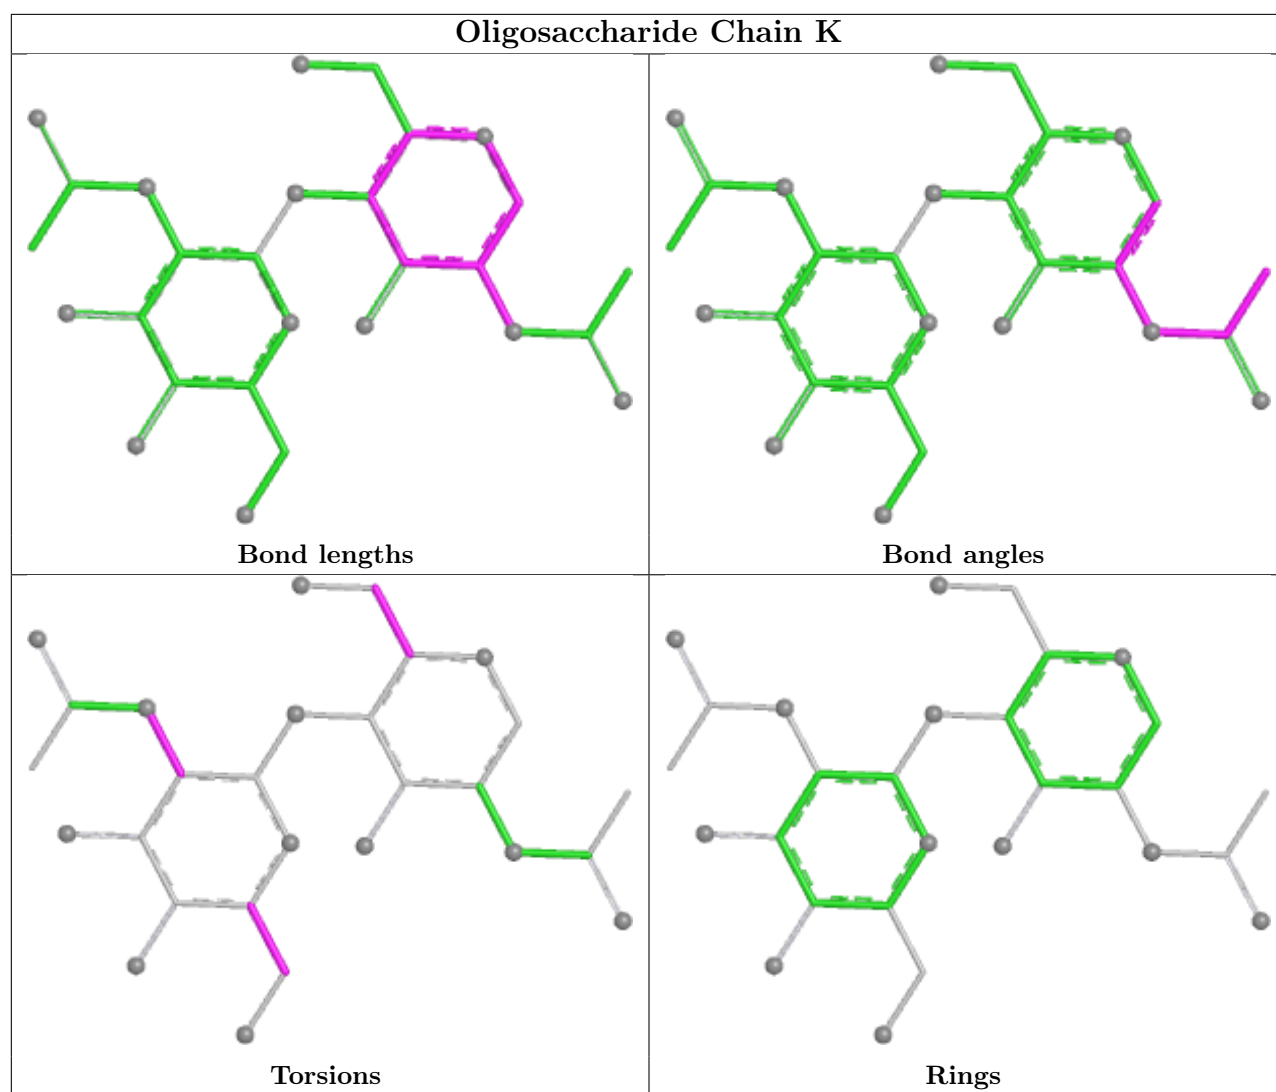 Oligosaccharide Chain K
Bond lengths
Bond angles
Torsions
Rings